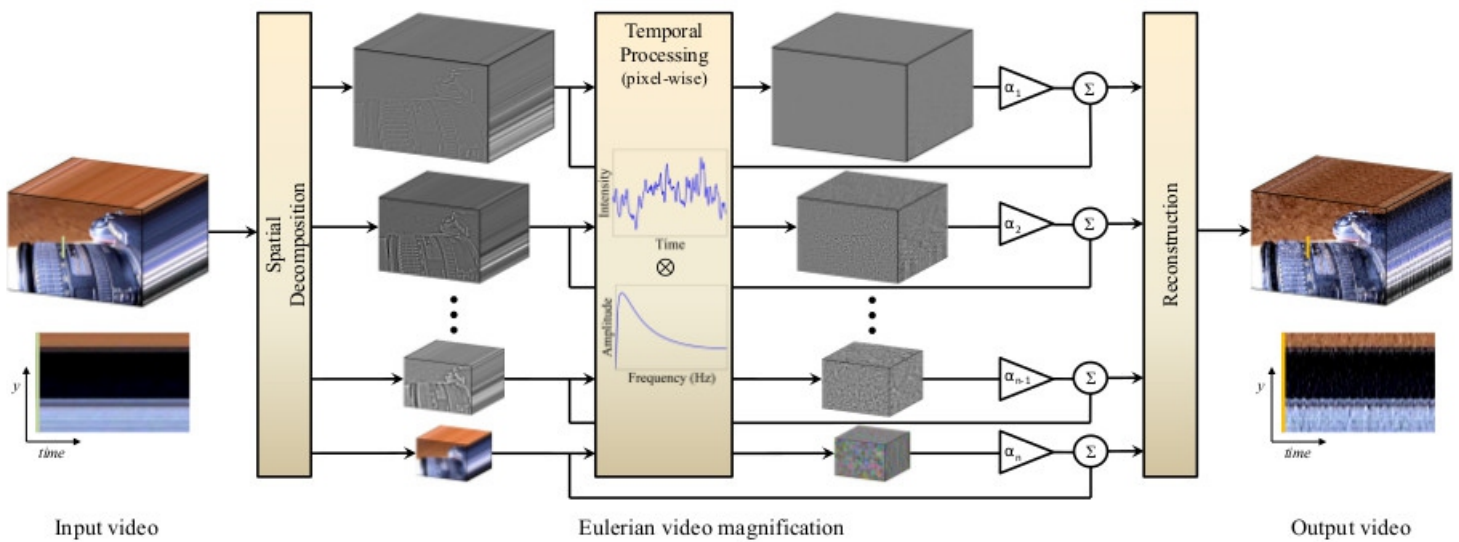 Temporal
Processing
(pixel-wise)
Spatial
Decomposition
Intensity
Time
⊗
Amplitude
Frequency (Hz)
α1
Σ
α2
Σ
αn-1
Σ
αn
Σ
Reconstruction
y
time
y
time
Input video
Eulerian video magnification
Output video